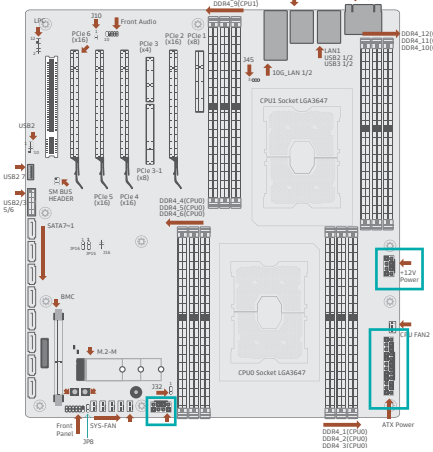 DDR4_9(CPU1)
LPC
J10
Front Audio
PCIe 6
(x16)
PCIe 3
(x4)
PCIe 2
(x16)
PCIe 1
(x8)
LAN1
USB2 1/2
USB3 1/2
J45
10G_LAN 1/2
DDR4_12(
DDR4_11(
DDR4_10(
CPU1 Socket LGA3647
USB2
USB2 7
PCIe 3-1
(x8)
SM BUS
HEADER
PCIe 5
(x16)
PCIe 4
(x16)
USB2/3
5/6
DDR4_4(CPU0)
DDR4_5(CPU0)
DDR4_6(CPU0)
SATA7~1
+12V
Power
BMC
CPU FAN2
M.2-M
CPU0 Socket LGA3647
J32
Front
Panel
SYS-FAN
JPB
ATX Power
DDR4_1(CPU0)
DDR4_2(CPU0)
DDR4_3(CPU0)